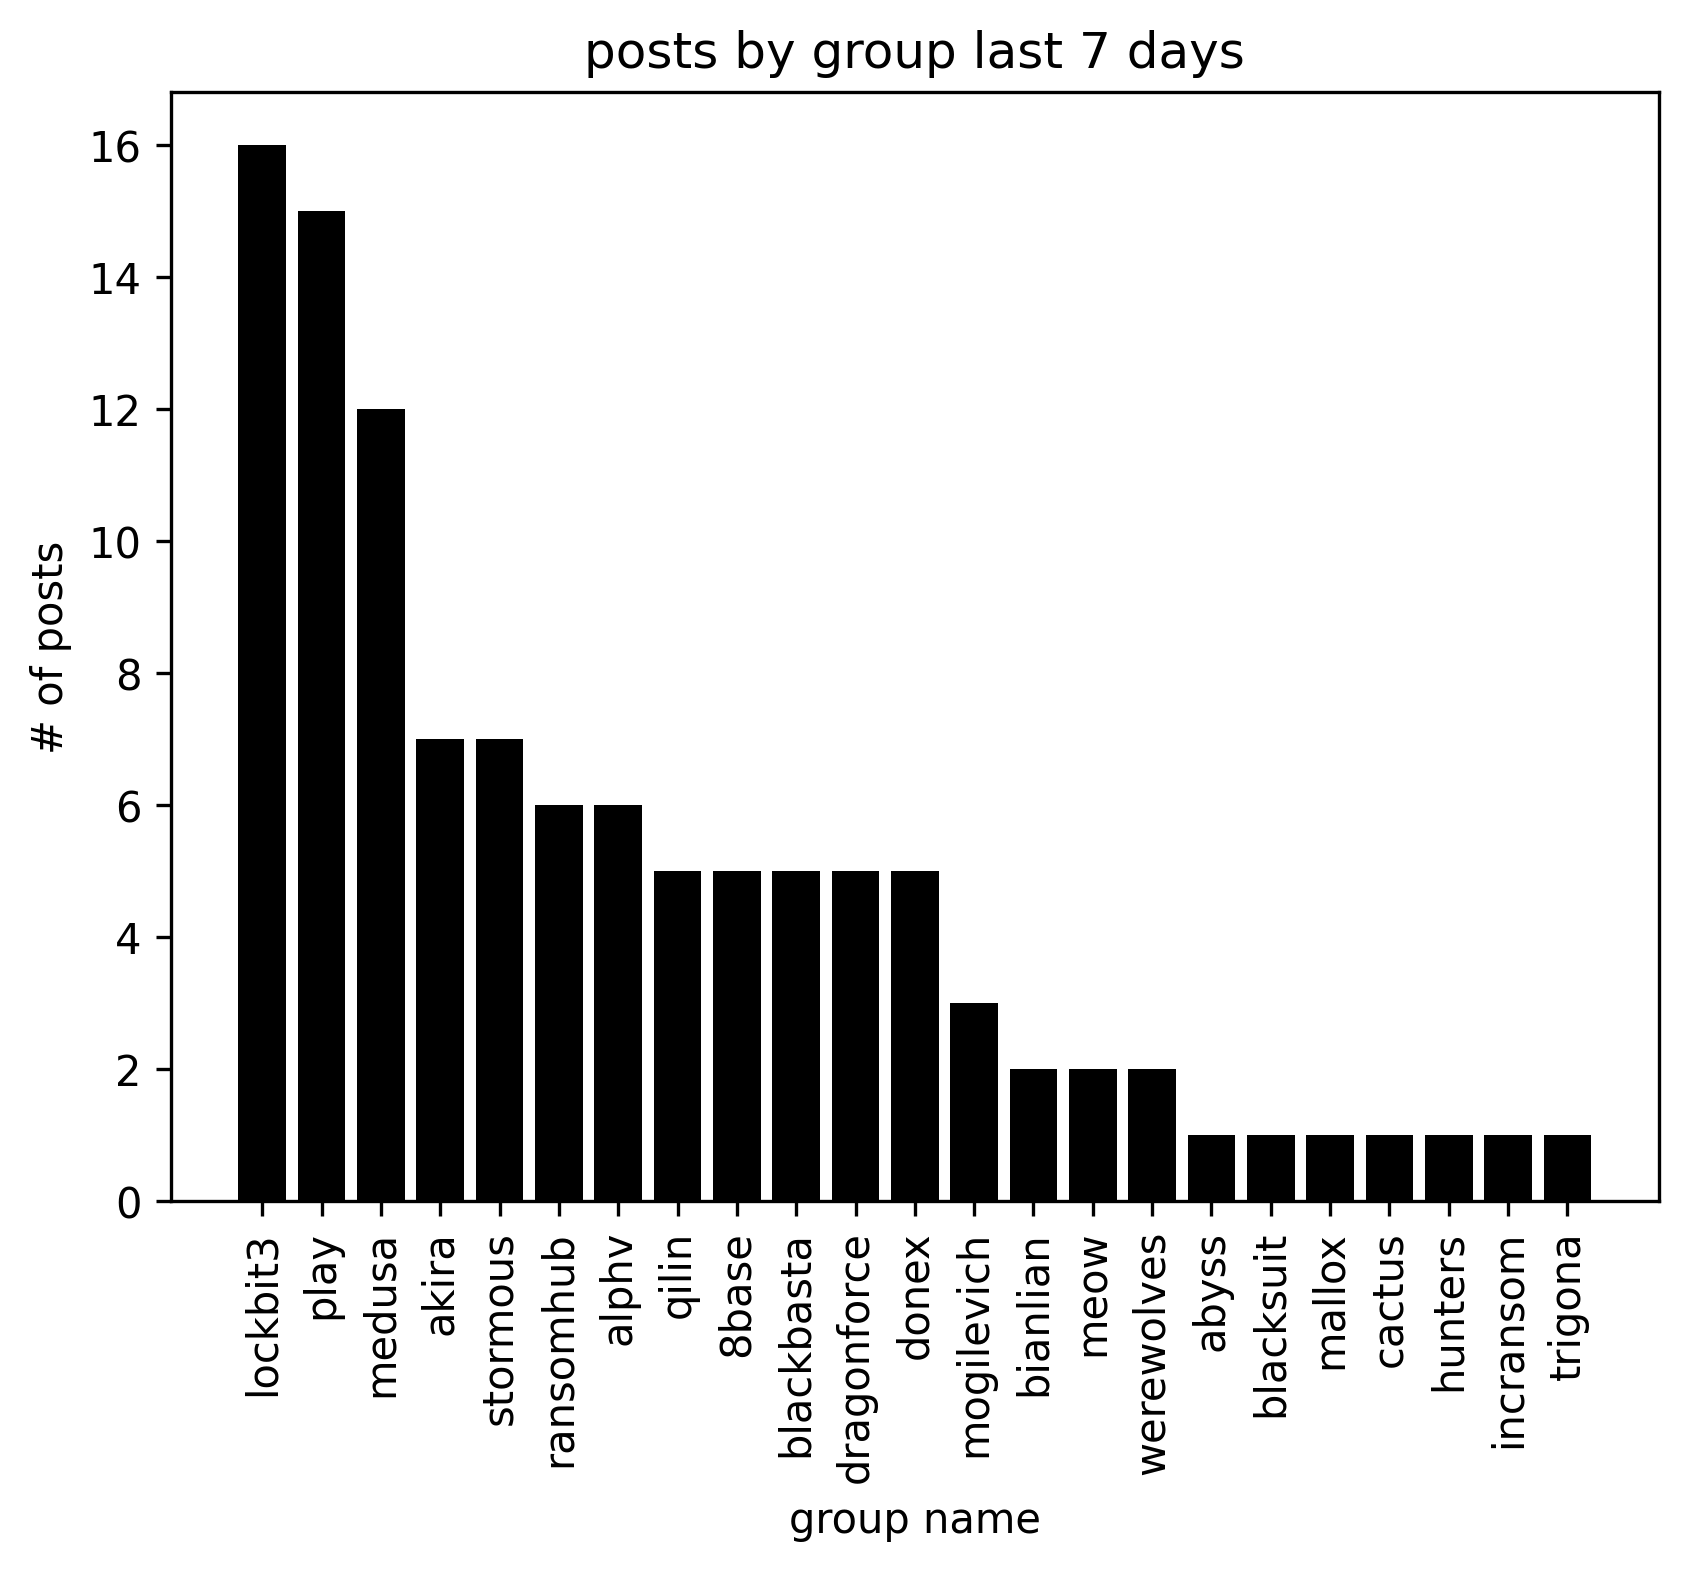 posts by group last 7 days
16
14
12
10
8
6
4
2
0
# of posts
lockbit3
play
medusa
akira
stormous
ransomhub
alphv
qilin
8base
blackbasta
dragonforce
donex
mogilevich
bianlian
meow
werewolves
abyss
blacksuit
mallox
cactus
hunters
incransom
trigona
group name